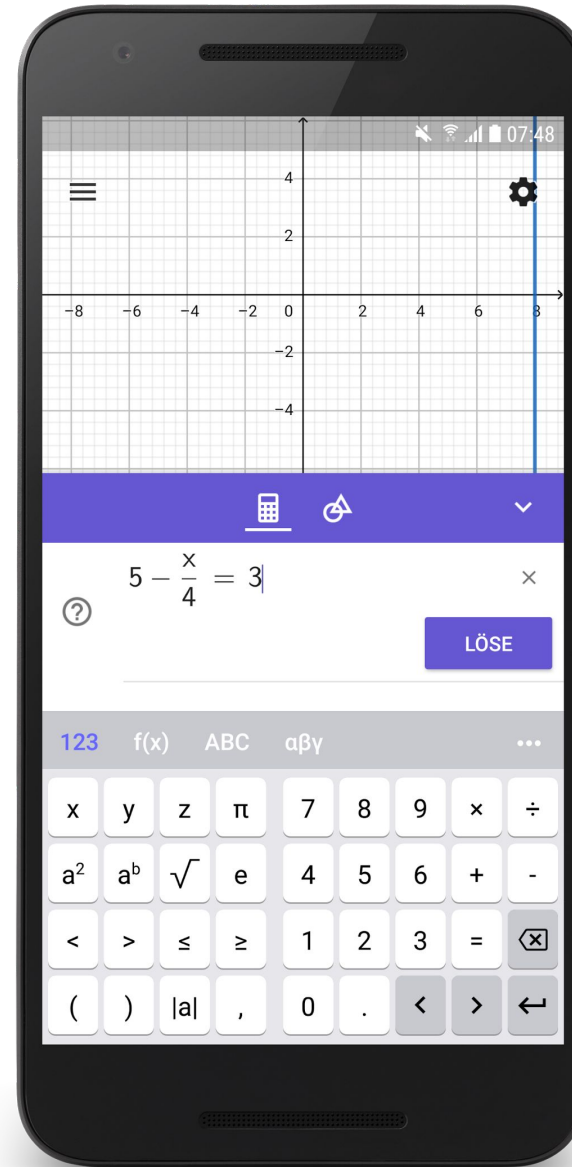 07:48
4
2
-8 -6 -4 -2 0 2 4 6 8
-2
-4
5 − x/4 = 3
LÖSE
123 f(x) ABC αβγ
x y z π 7 8 9 × ÷
a² aᵇ √ e 4 5 6 + -
< > ≤ ≥ 1 2 3 =
( ) |a| , 0 . < >